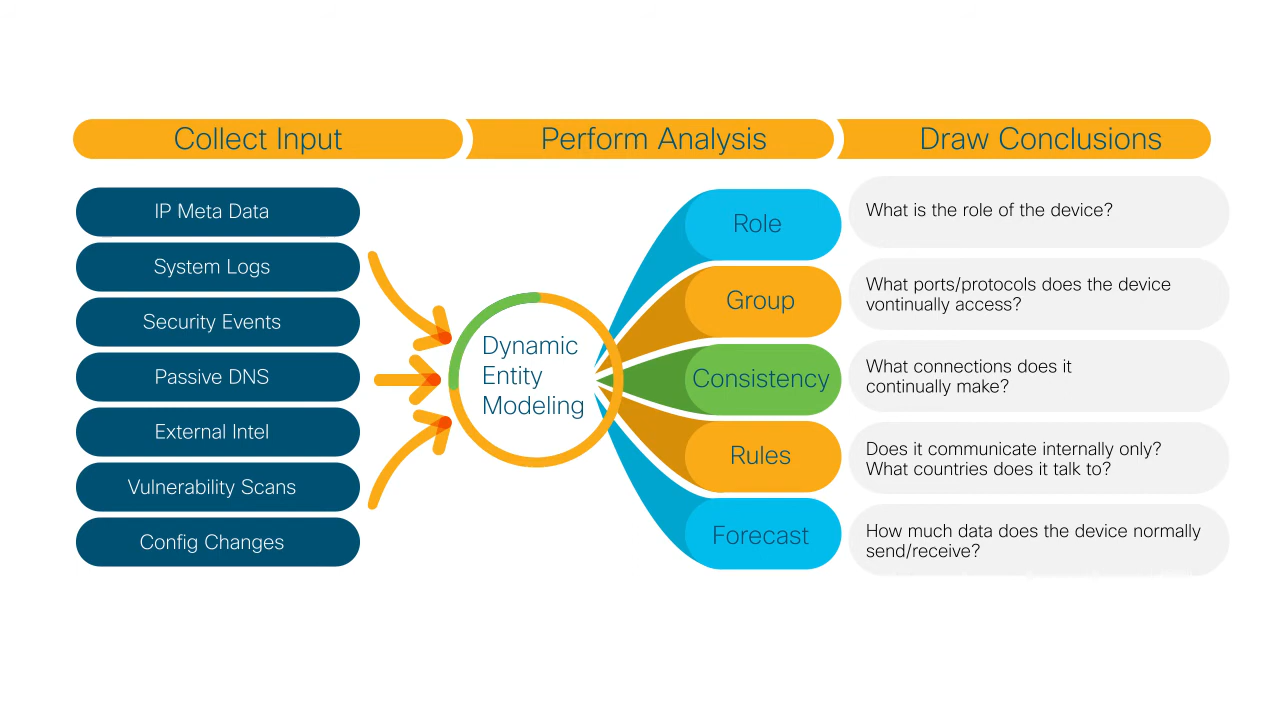 Collect Input
Perform Analysis
Draw Conclusions
IP Meta Data
System Logs
Security Events
Passive DNS
External Intel
Vulnerability Scans
Config Changes
Dynamic
Entity
Modeling
Role
Group
Consistency
Rules
Forecast
What is the role of the device?
What ports/protocols does the device
vontinually access?
What connections does it
continually make?
Does it communicate internally only?
What countries does it talk to?
How much data does the device normally
send/receive?